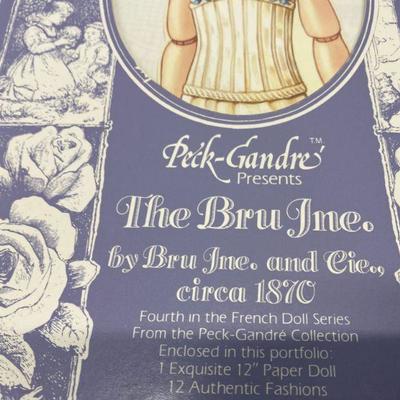 Peck-Gandré™
Presents
The Bru Jne.
by Bru Jne. and Cie.,
circa 1870
Fourth in the French Doll Series
From the Peck-Gandré Collection
Enclosed in this portfolio:
1 Exquisite 12" Paper Doll
12 Authentic Fashions